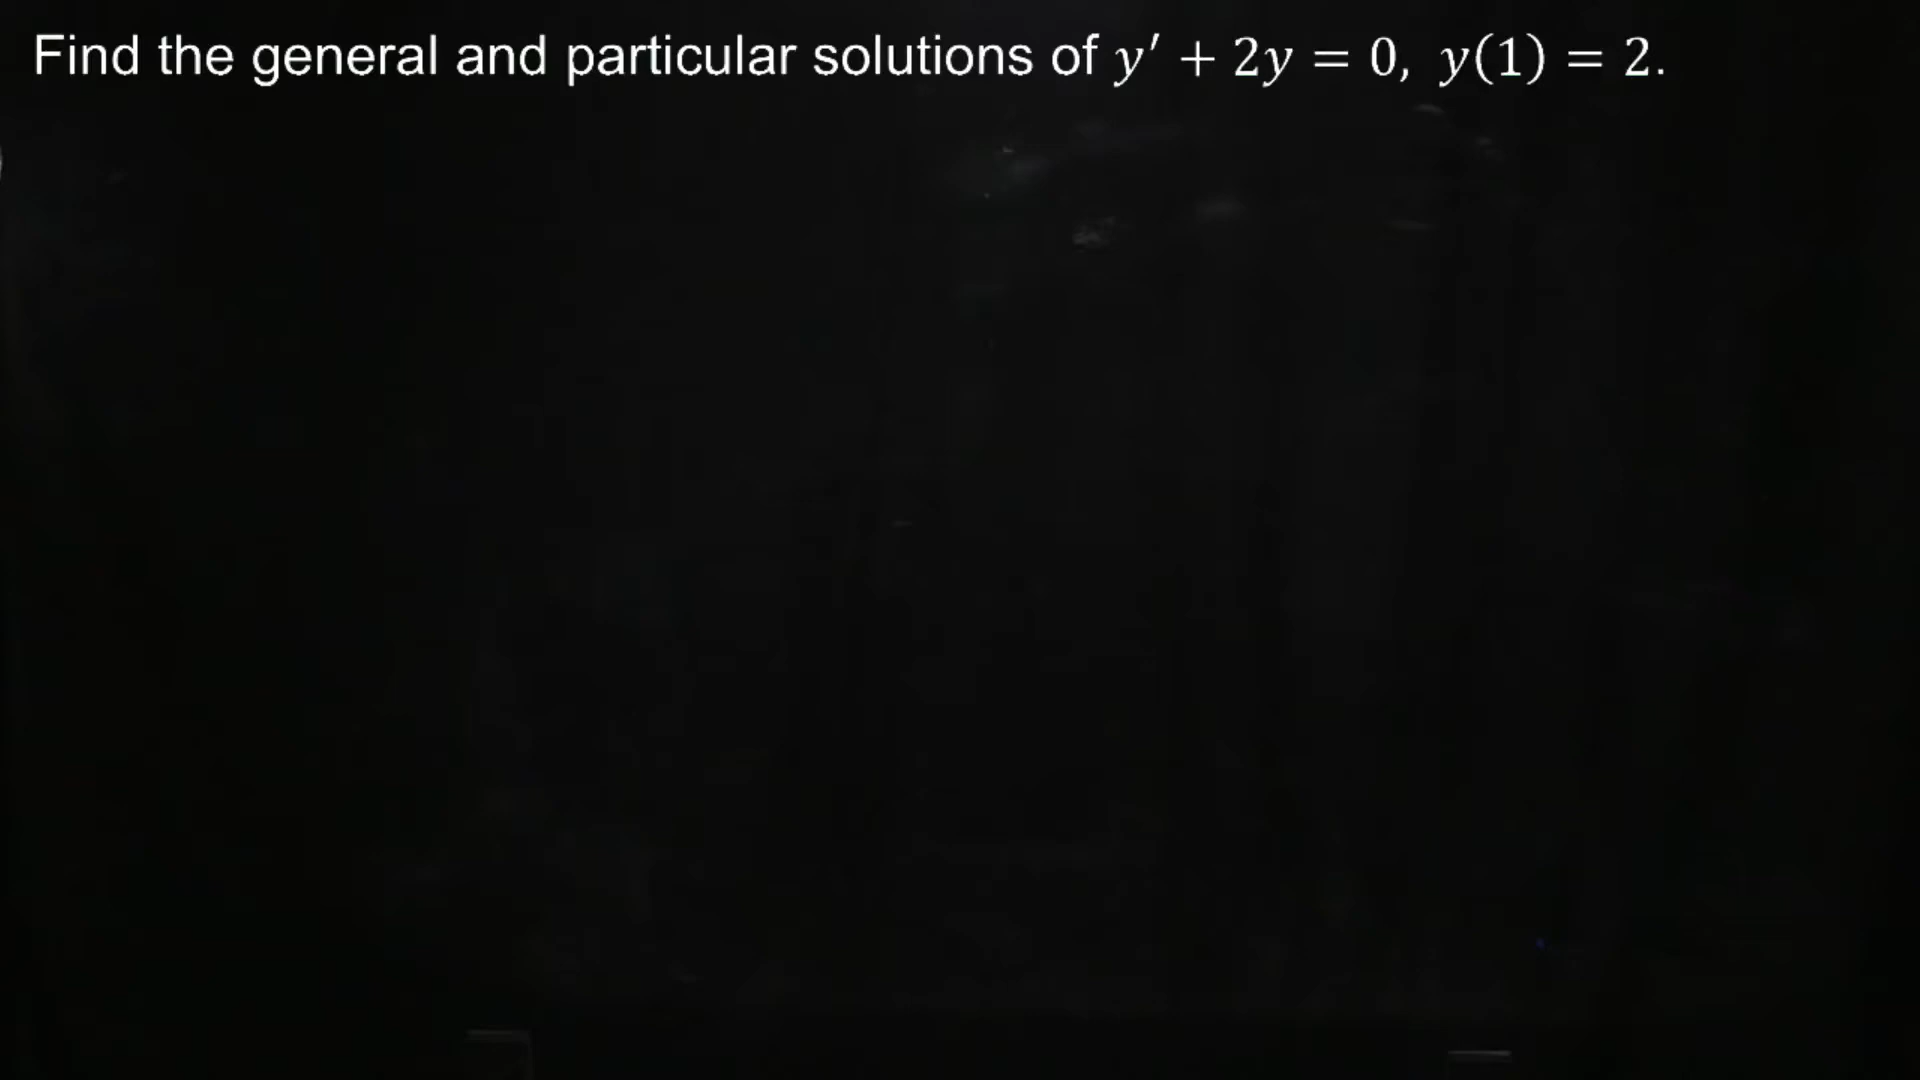 Find the general and particular solutions of y′ + 2y = 0, y(1) = 2.